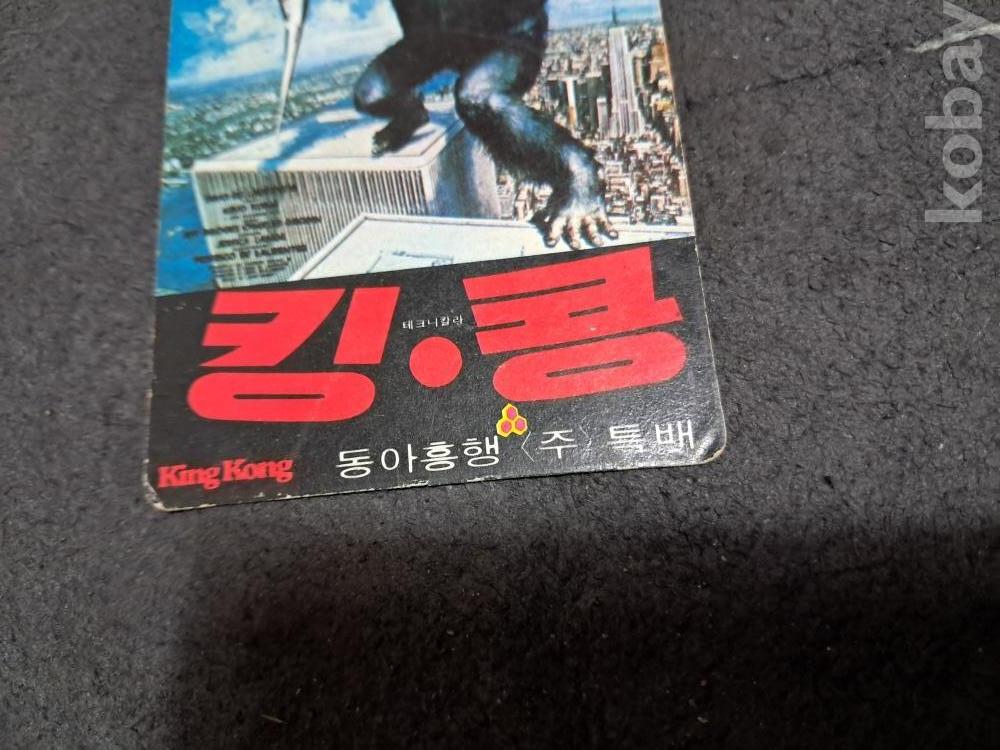 테크니칼라
킹·콩
King Kong
동아흥행〈주〉특배
kobay